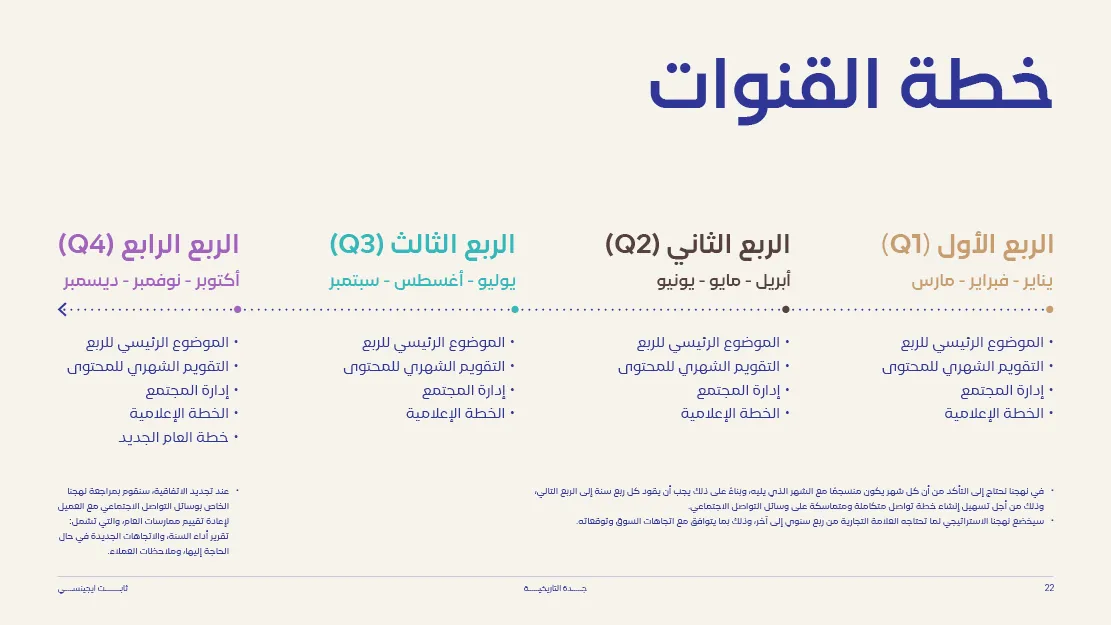 خطة القنوات
الربع الأول (Q1)
يناير - فبراير - مارس
• الموضوع الرئيسي للربع
• التقويم الشهري للمحتوى
• إدارة المجتمع
• الخطة الإعلامية
الربع الثاني (Q2)
أبريل - مايو - يونيو
• الموضوع الرئيسي للربع
• التقويم الشهري للمحتوى
• إدارة المجتمع
• الخطة الإعلامية
الربع الثالث (Q3)
يوليو - أغسطس - سبتمبر
• الموضوع الرئيسي للربع
• التقويم الشهري للمحتوى
• إدارة المجتمع
• الخطة الإعلامية
الربع الرابع (Q4)
أكتوبر - نوفمبر - ديسمبر
• الموضوع الرئيسي للربع
• التقويم الشهري للمحتوى
• إدارة المجتمع
• الخطة الإعلامية
• خطة العام الجديد
• في نهجنا نحتاج إلى التأكد من أن كل شهر يكون منسجمًا مع الشهر الذي يليه، وبناءً على ذلك يجب أن يقود كل ربع سنة إلى الربع التالي،
وذلك من أجل تسهيل إنشاء خطة تواصل متكاملة ومتماسكة على وسائل التواصل الاجتماعي.
• سيخضع نهجنا الاستراتيجي لما تحتاجه العلامة التجارية من ربع سنوي إلى آخر، وذلك بما يتوافق مع اتجاهات السوق وتوقعاته.
• عند تجديد الاتفاقية، سنقوم بمراجعة نهجنا
الخاص بوسائل التواصل الاجتماعي مع العميل
لإعادة تقييم ممارسات العام، والتي تشمل:
تقرير أداء السنة، والاتجاهات الجديدة في حال
الحاجة إليها، وملاحظات العملاء.
22
جـــــدة التاريخيـــــة
ثابـــــت ايجينســـــي